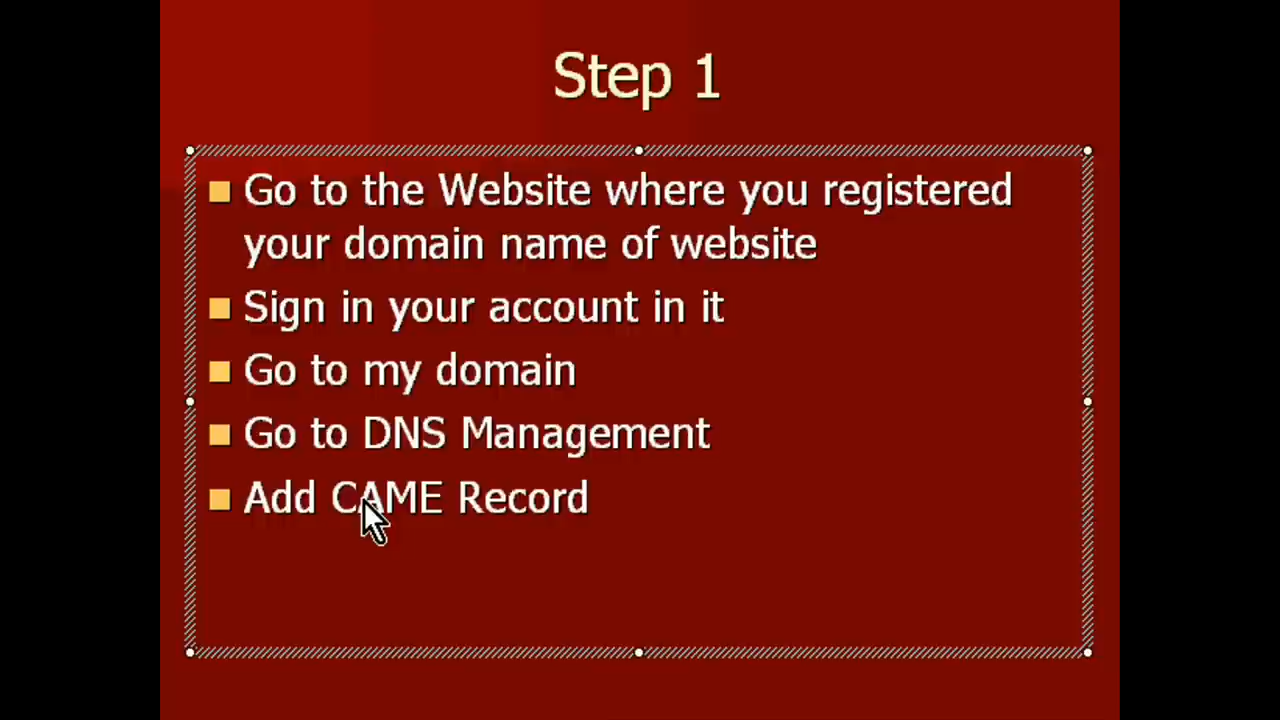 Step 1
Go to the Website where you registered
your domain name of website
Sign in your account in it
Go to my domain
Go to DNS Management
Add CAME Record